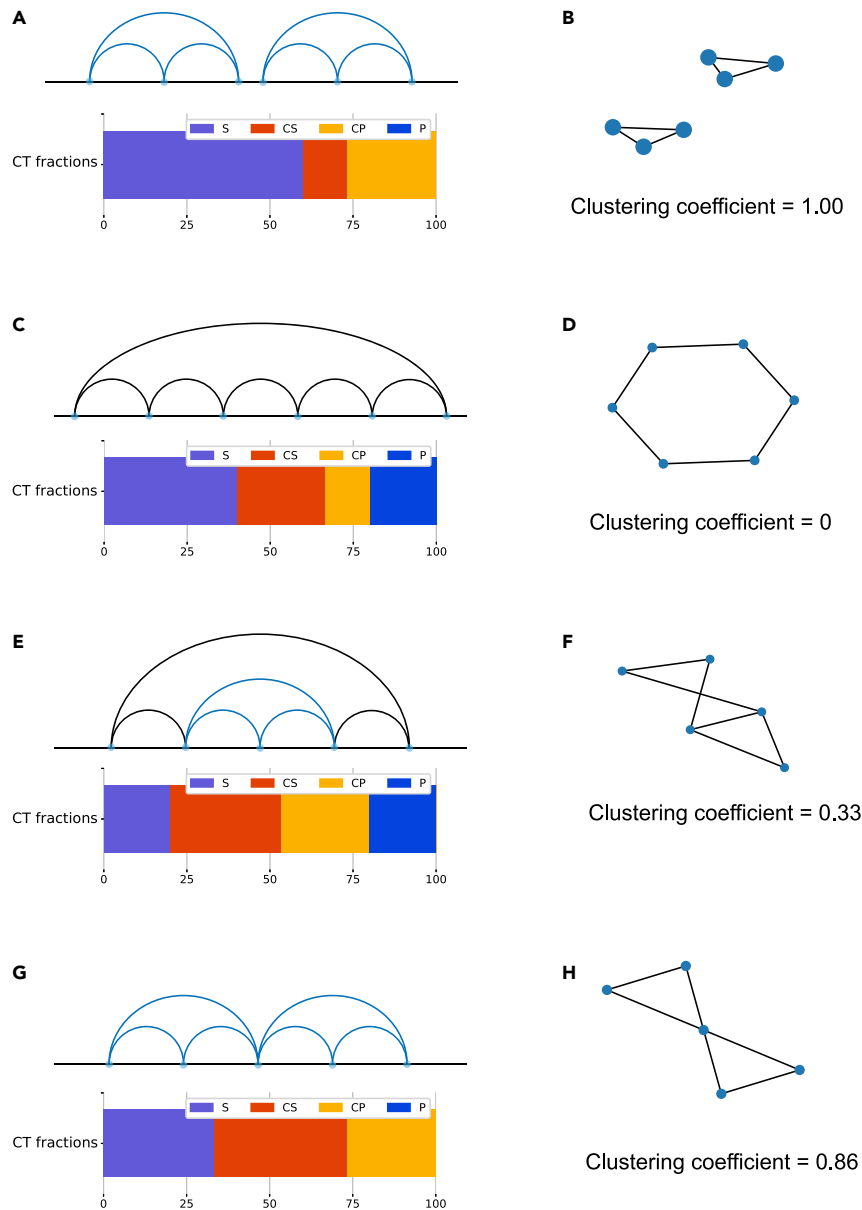 A
B
S CS CP P
CT fractions
0 25 50 75 100
Clustering coefficient = 1.00
C
D
S CS CP P
CT fractions
0 25 50 75 100
Clustering coefficient = 0
E
F
S CS CP P
CT fractions
0 25 50 75 100
Clustering coefficient = 0.33
G
H
S CS CP P
CT fractions
0 25 50 75 100
Clustering coefficient = 0.86